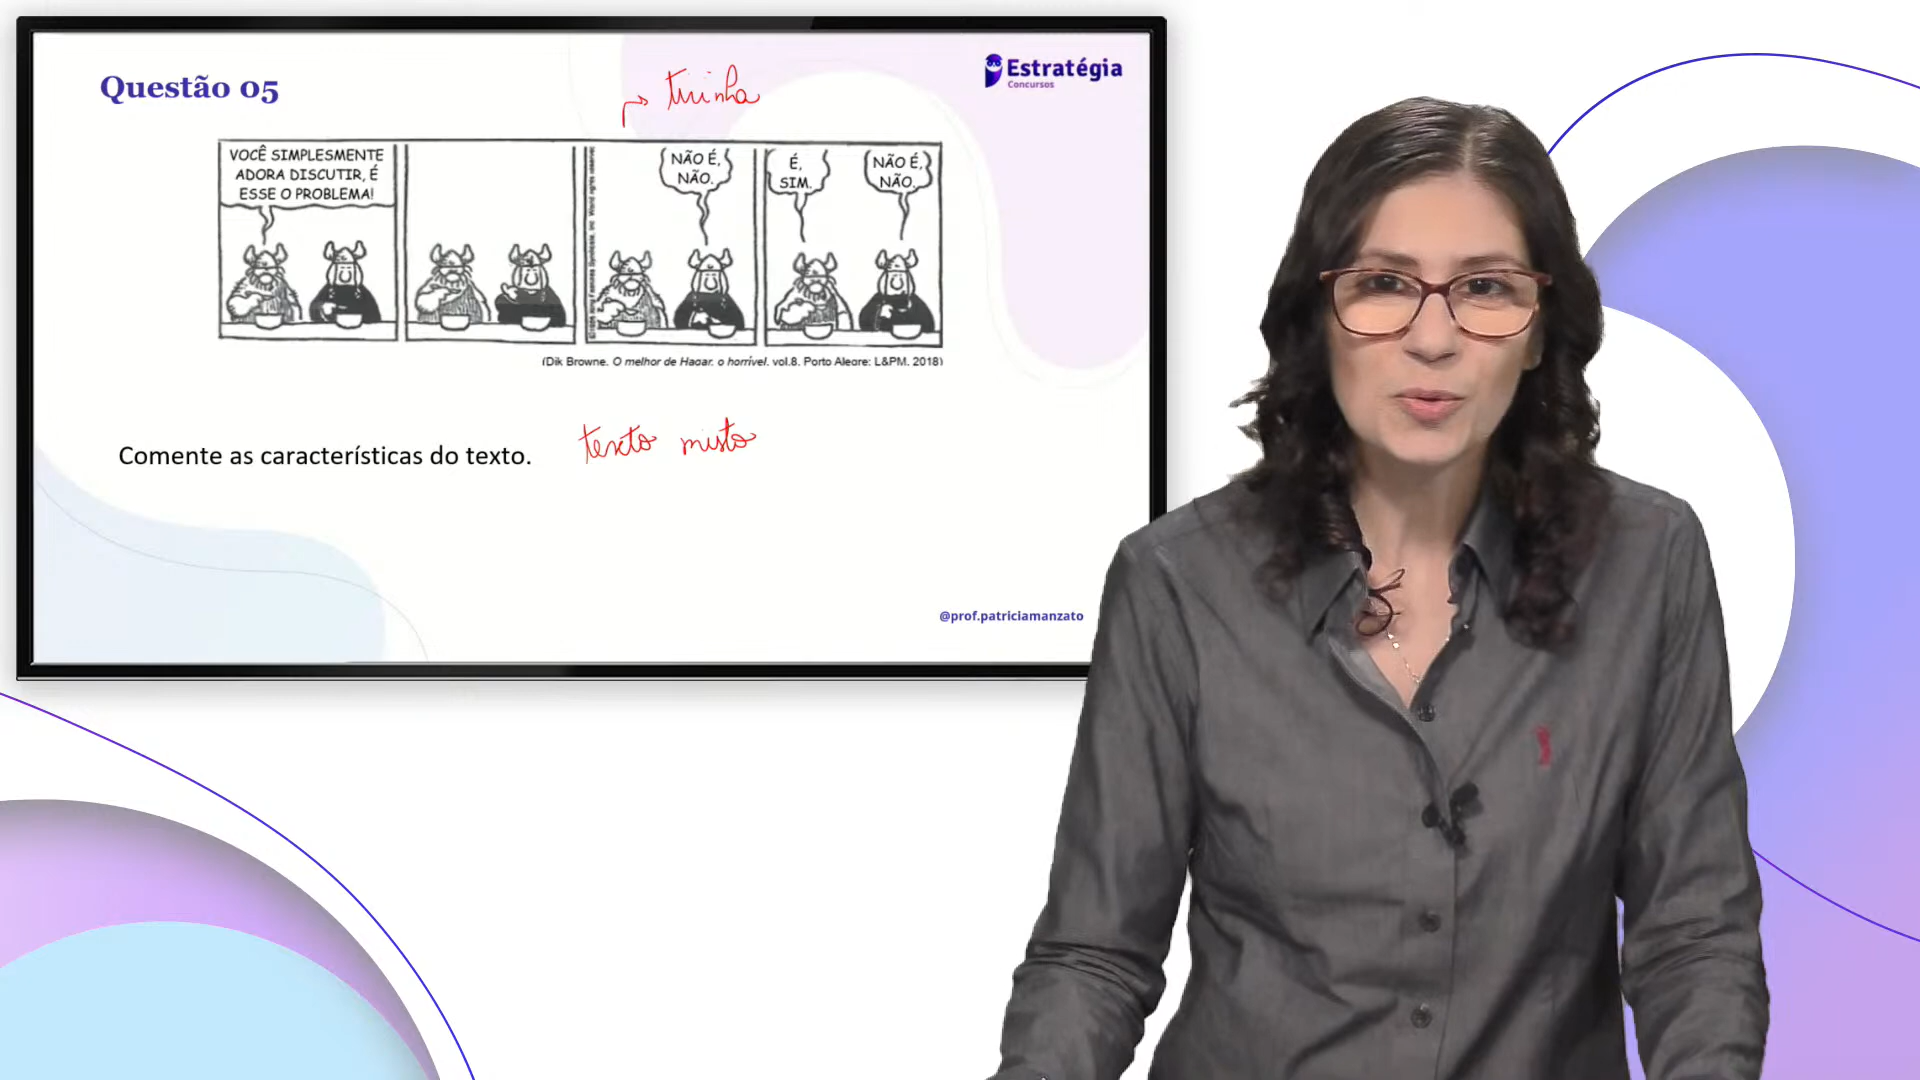 Questão 05
tirinha
Estratégia
Concursos
VOCÊ SIMPLESMENTE
ADORA DISCUTIR, É
ESSE O PROBLEMA!
NÃO É,
NÃO.
É,
SIM.
NÃO É,
NÃO.
(Dik Browne. O melhor de Hagar, o horrível, vol.8. Porto Alegre: L&PM, 2018)
Comente as características do texto.
texto misto
@prof.patriciamanzato